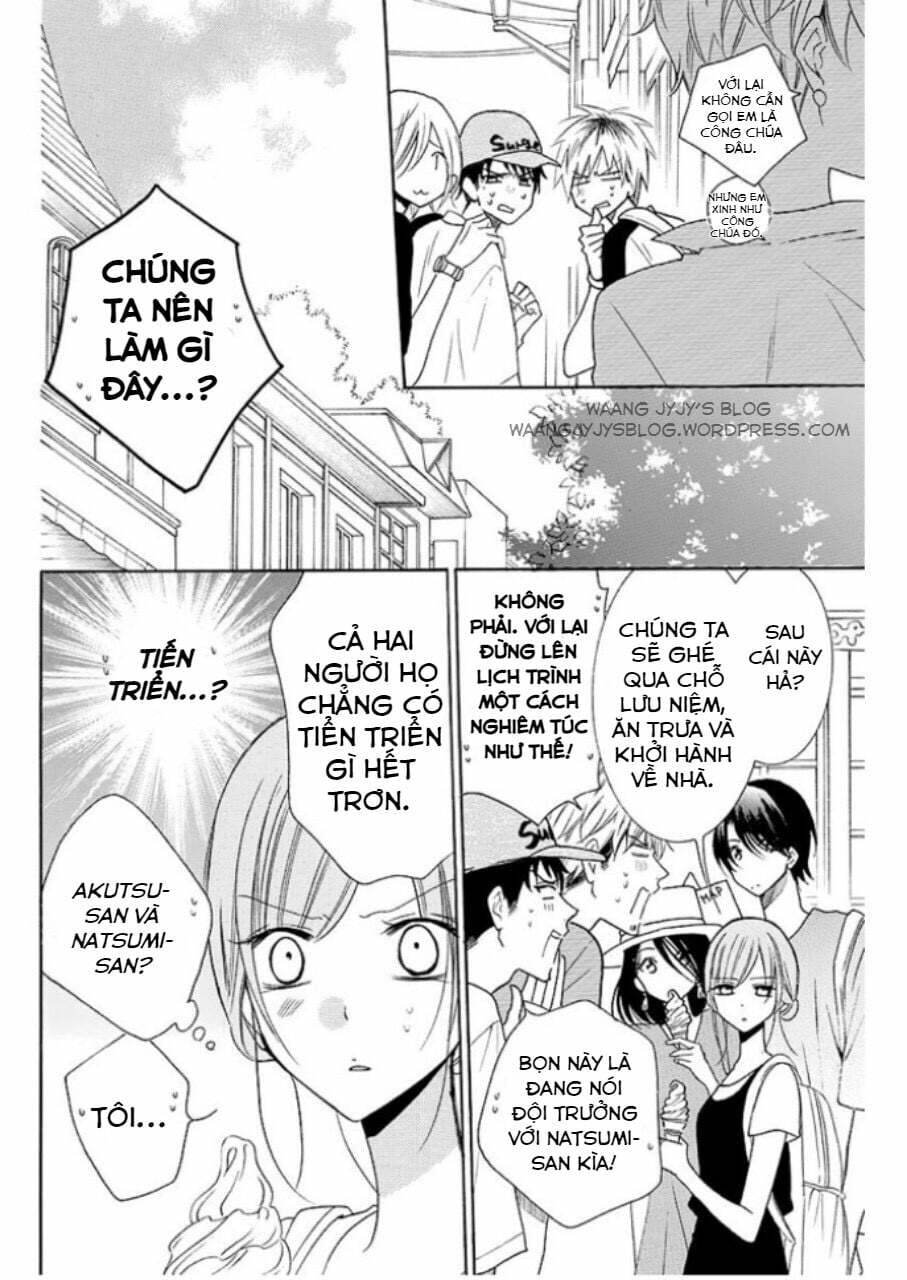 VỚI LẠI
KHÔNG CẦN
GỌI EM LÀ
CÔNG CHÚA
ĐÂU.
NHƯNG EM
XINH NHƯ
CÔNG
CHÚA ĐÓ.
CHÚNG
TA NÊN
LÀM GÌ
ĐÂY...?
WAANG JYJY'S BLOG
WAANGJYJYSBLOG.WORDPRESS.COM
SAU
CÁI NÀY
HẢ?
CHÚNG TA
SẼ GHÉ
QUA CHỖ
LƯU NIỆM,
ĂN TRƯA VÀ
KHỞI HÀNH
VỀ NHÀ.
KHÔNG
PHẢI. VỚI LẠI
ĐỪNG LÊN
LỊCH TRÌNH
MỘT CÁCH
NGHIÊM TÚC
NHƯ THẾ!
MAP
BỌN NÀY LÀ
ĐANG NÓI
ĐỘI TRƯỞNG
VỚI NATSUMI-
SAN KÌA!
CẢ HAI
NGƯỜI HỌ
CHẲNG CÓ
TIỂN TRIỂN
GÌ HẾT
TRƠN.
TIẾN
TRIỂN...?
AKUTSU-
SAN VÀ
NATSUMI-
SAN?
TÔI...